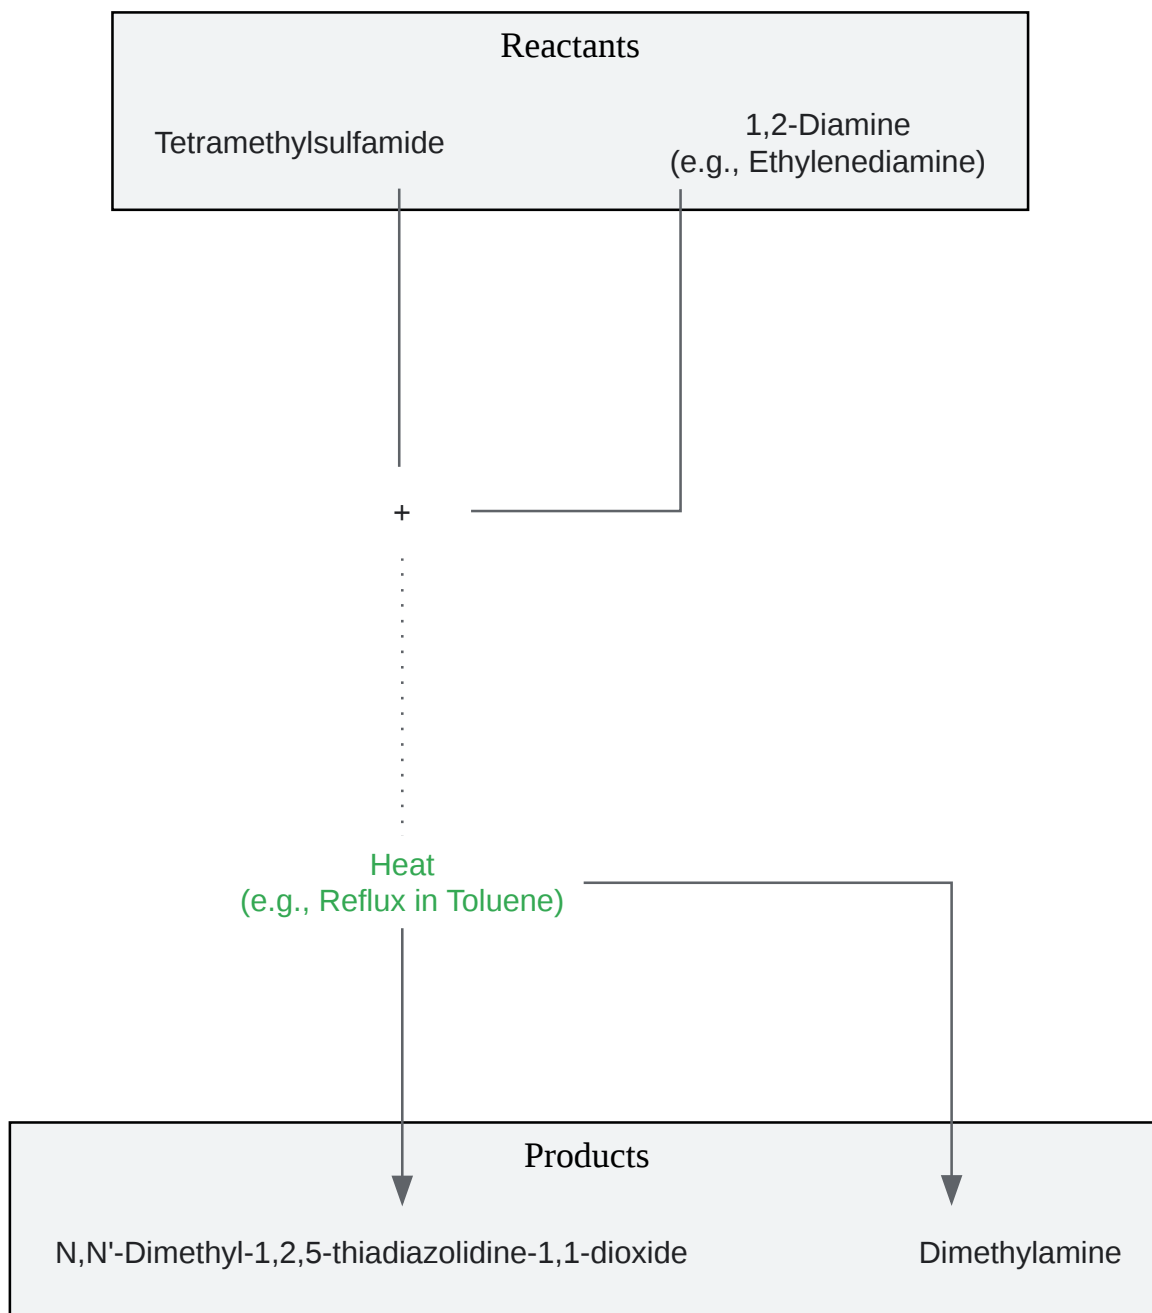 Reactants
Tetramethylsulfamide
1,2-Diamine
(e.g., Ethylenediamine)
+
Heat
(e.g., Reflux in Toluene)
Products
N,N'-Dimethyl-1,2,5-thiadiazolidine-1,1-dioxide
Dimethylamine